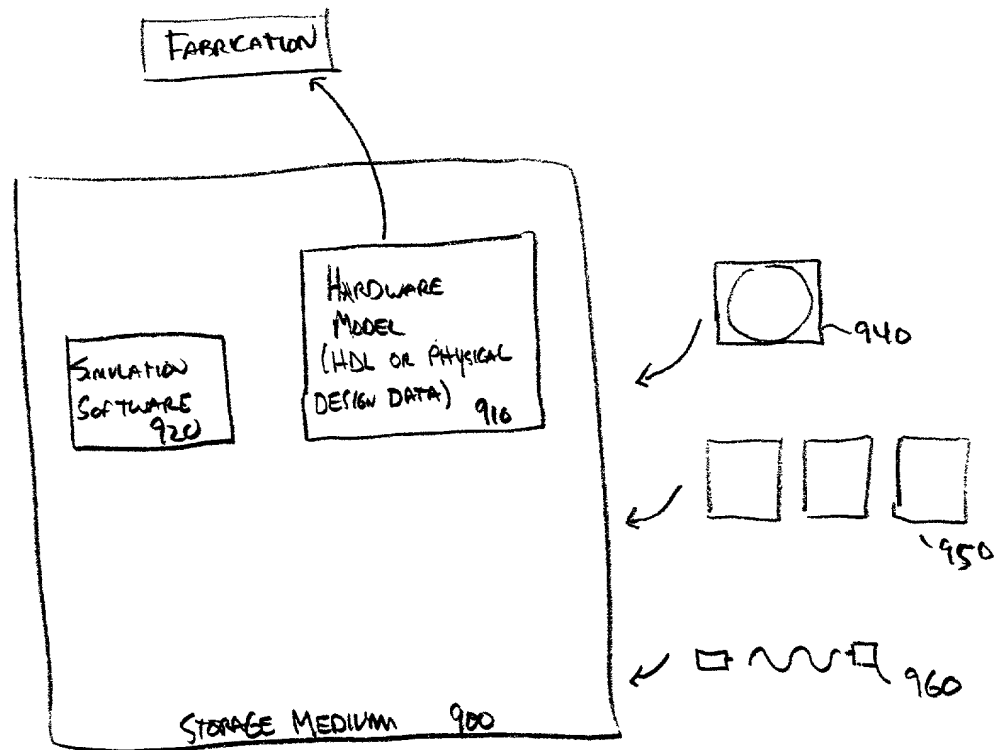 FABRICATION
HARDWARE
MODEL
(HDL OR PHYSICAL
DESIGN DATA)
910
SIMULATION
SOFTWARE
920
940
950
960
STORAGE MEDIUM 900